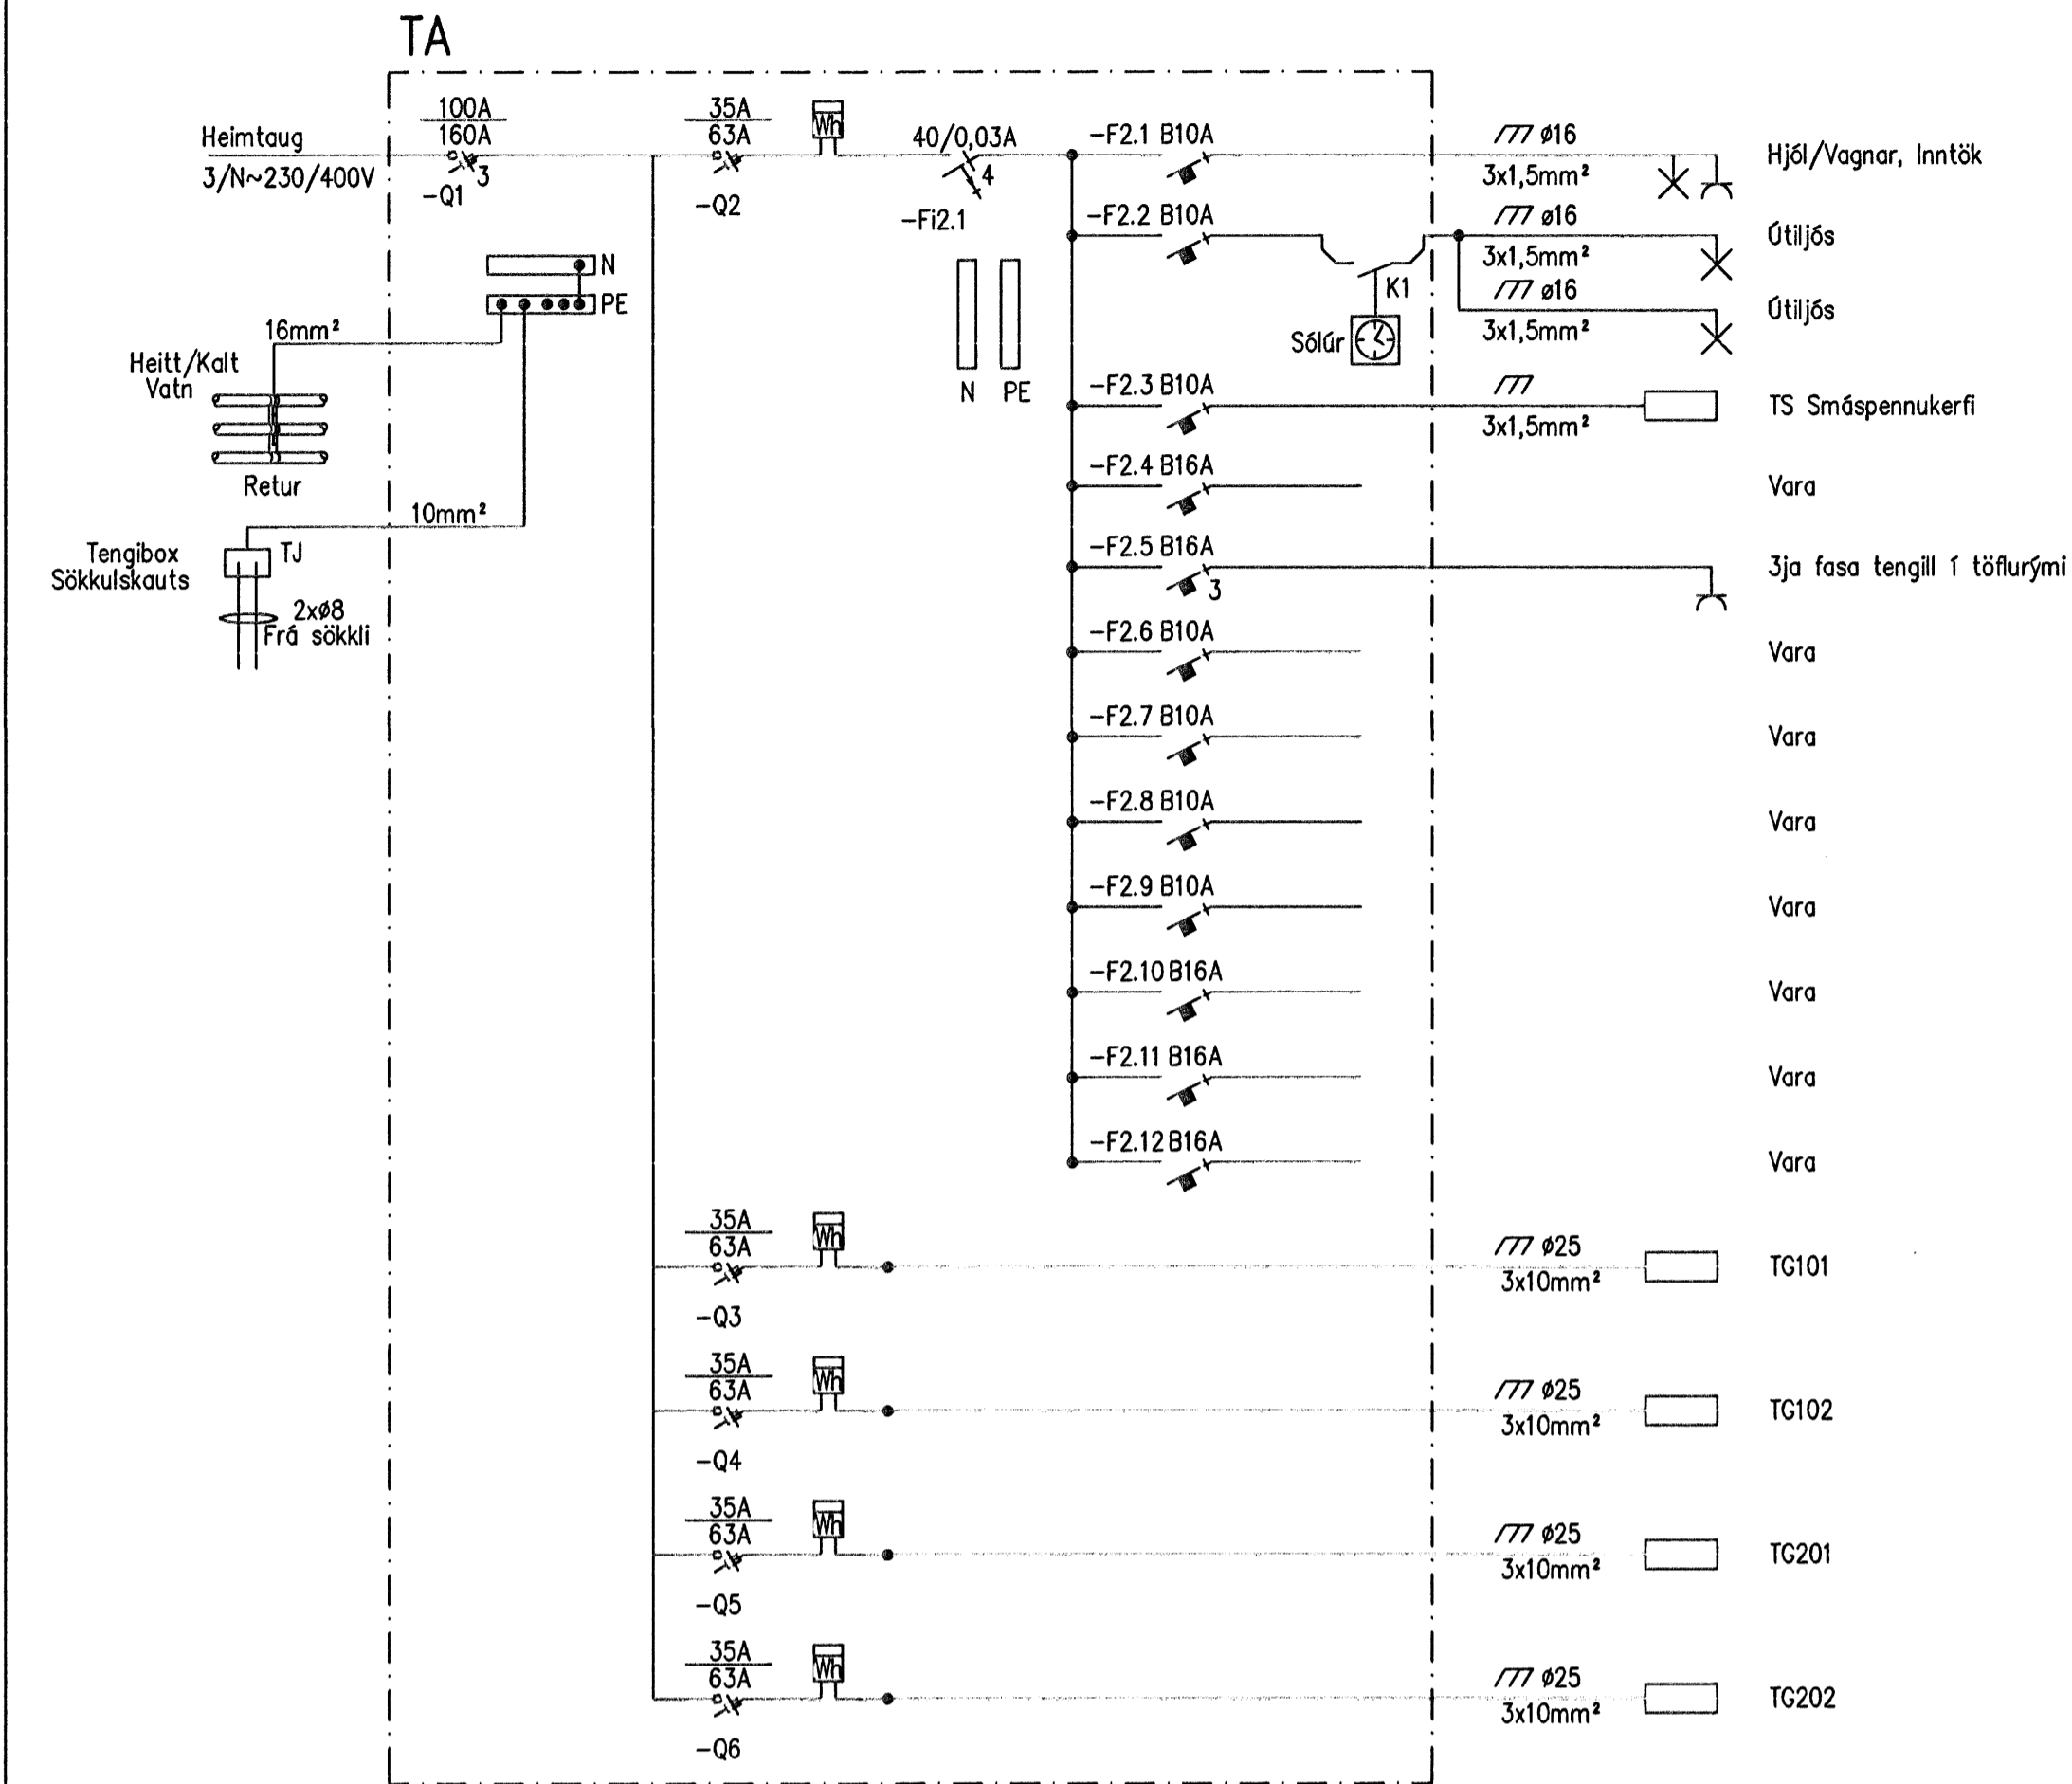 TA
Heimtaug
3/N~230/400V
100A
160A
3
-Q1
35A
63A
-Q2
Wh
40/0,03A
4
-Fi2.1
-F2.1 B10A
ø16
3x1,5mm²
Hjól/Vagnar, Inntök
-F2.2 B10A
K1
Sólúr
ø16
3x1,5mm²
Útiljós
ø16
3x1,5mm²
Útiljós
N
PE
16mm²
Heitt/Kalt
Vatn
Retur
10mm²
Tengibox
Sökkulskauts
TJ
2xø8
Frá sökkli
N PE
-F2.3 B10A
3x1,5mm²
TS Smáspennukerfi
-F2.4 B16A
Vara
-F2.5 B16A
3
3ja fasa tengill í töflurými
-F2.6 B10A
Vara
-F2.7 B10A
Vara
-F2.8 B10A
Vara
-F2.9 B10A
Vara
-F2.10 B16A
Vara
-F2.11 B16A
Vara
-F2.12 B16A
Vara
35A
63A
-Q3
Wh
ø25
3x10mm²
TG101
35A
63A
-Q4
Wh
ø25
3x10mm²
TG102
35A
63A
-Q5
Wh
ø25
3x10mm²
TG201
35A
63A
-Q6
Wh
ø25
3x10mm²
TG202